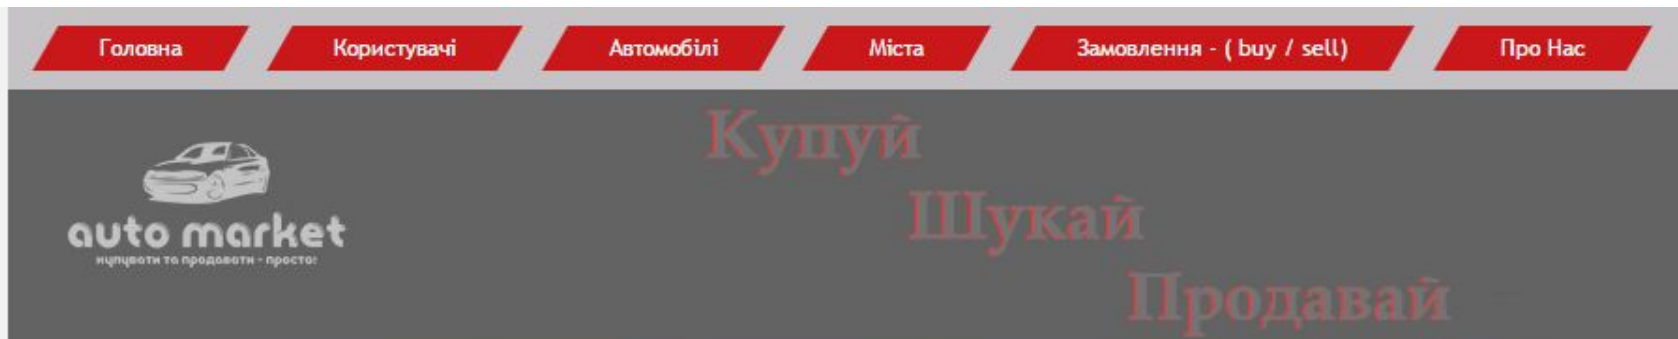 Головна Користувачі Автомобілі Міста Замовлення - ( buy / sell) Про Нас
Купуй
Шукай
Продавай
auto market
купувати та продавати - просто!